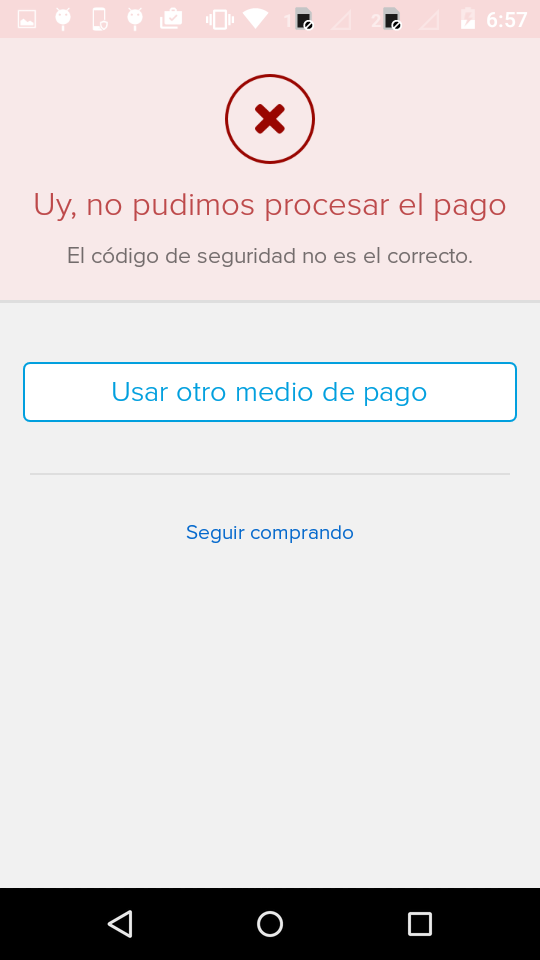 1 2 6:57
Uy, no pudimos procesar el pago
El código de seguridad no es el correcto.
Usar otro medio de pago
Seguir comprando